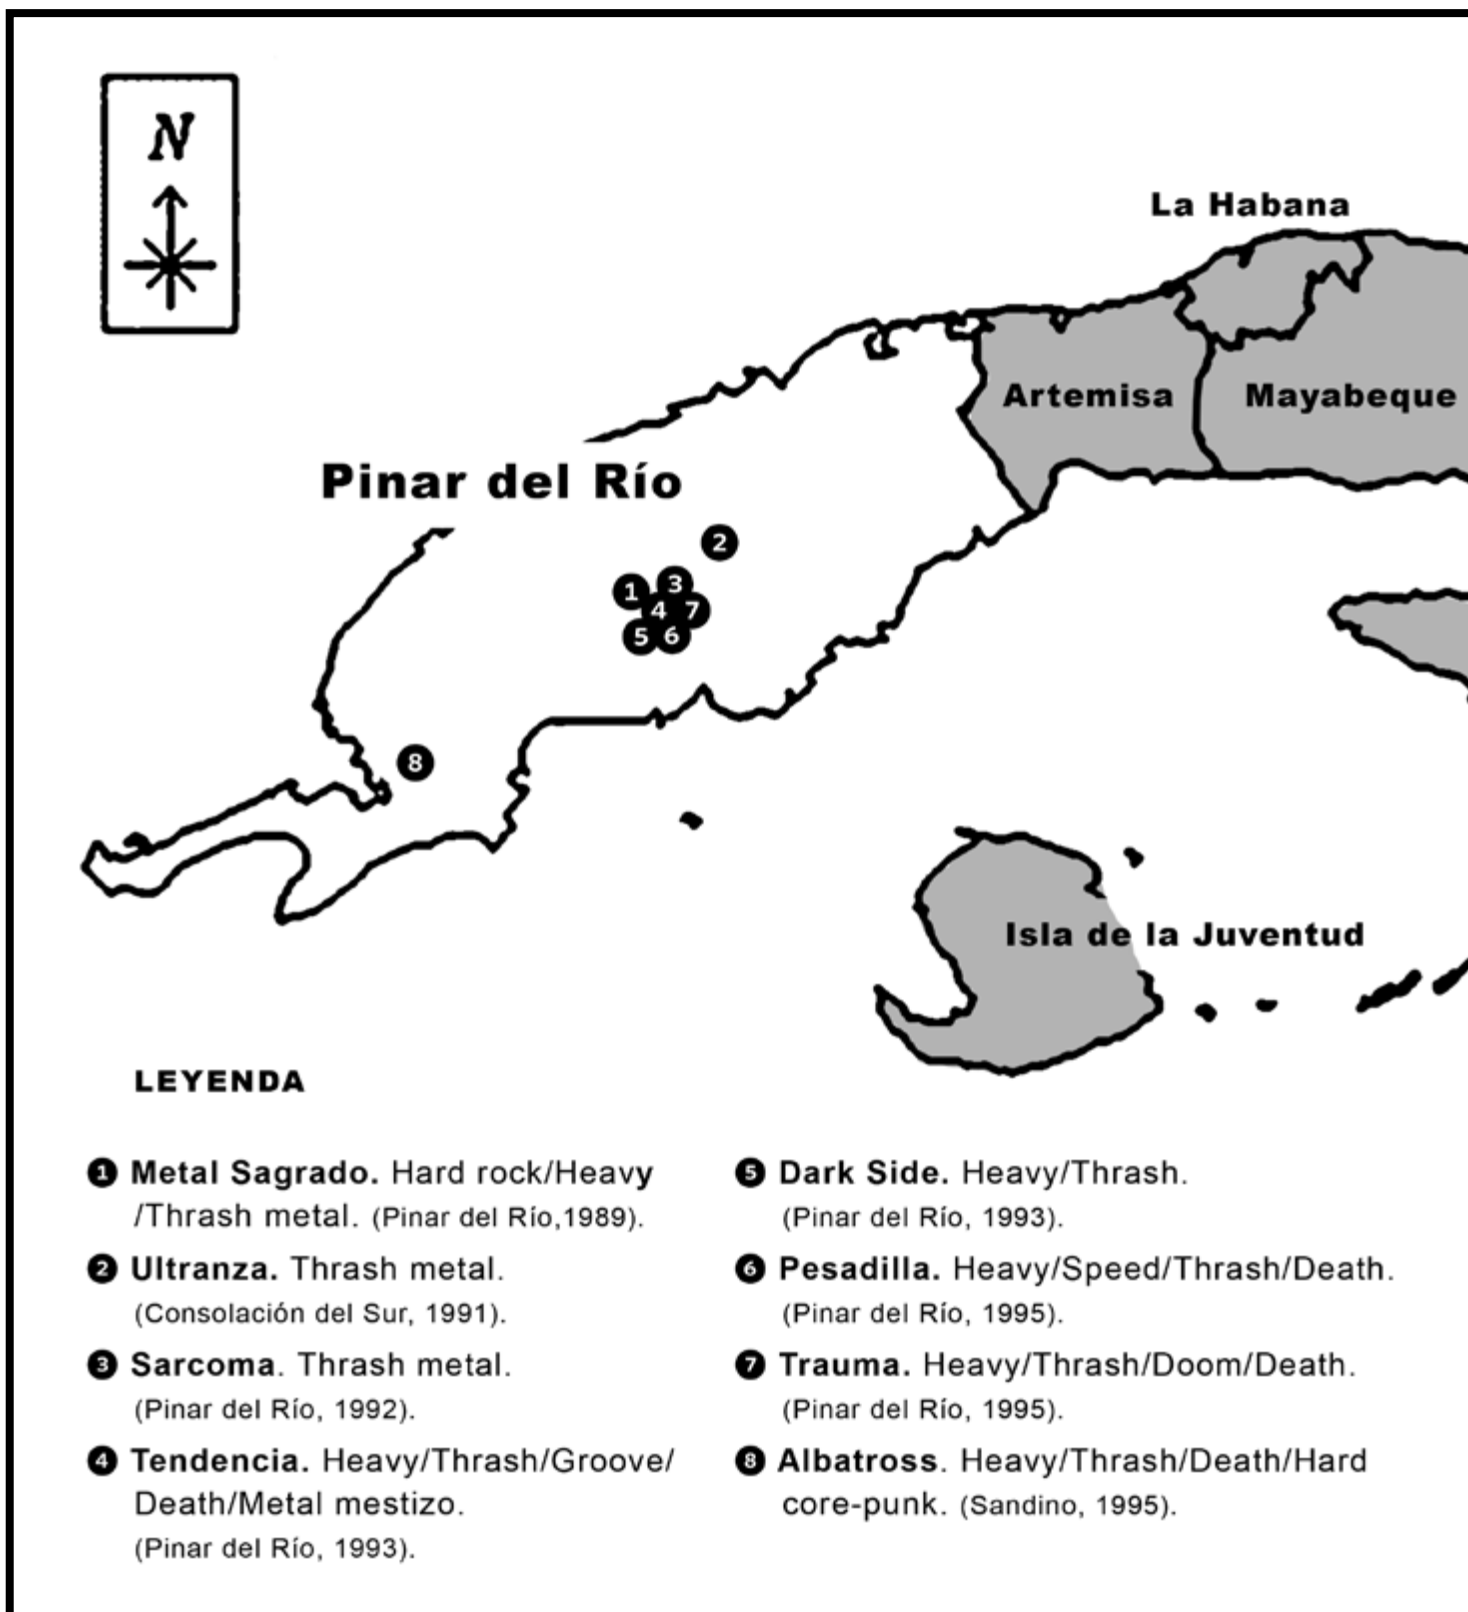 N
La Habana
Artemisa
Mayabeque
Pinar del Río
2
1
3
4
7
5
6
8
Isla de la Juventud
LEYENDA
1 Metal Sagrado. Hard rock/Heavy
/Thrash metal. (Pinar del Río,1989).
2 Ultranza. Thrash metal.
(Consolación del Sur, 1991).
3 Sarcoma. Thrash metal.
(Pinar del Río, 1992).
4 Tendencia. Heavy/Thrash/Groove/
Death/Metal mestizo.
(Pinar del Río, 1993).
5 Dark Side. Heavy/Thrash.
(Pinar del Río, 1993).
6 Pesadilla. Heavy/Speed/Thrash/Death.
(Pinar del Río, 1995).
7 Trauma. Heavy/Thrash/Doom/Death.
(Pinar del Río, 1995).
8 Albatross. Heavy/Thrash/Death/Hard
core-punk. (Sandino, 1995).